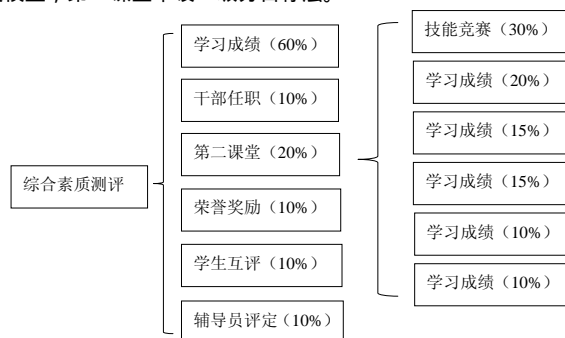 综合素质测评
学习成绩（60%）
干部任职（10%）
第二课堂（20%）
荣誉奖励（10%）
学生互评（10%）
辅导员评定（10%）
技能竞赛（30%）
学习成绩（20%）
学习成绩（15%）
学习成绩（15%）
学习成绩（10%）
学习成绩（10%）